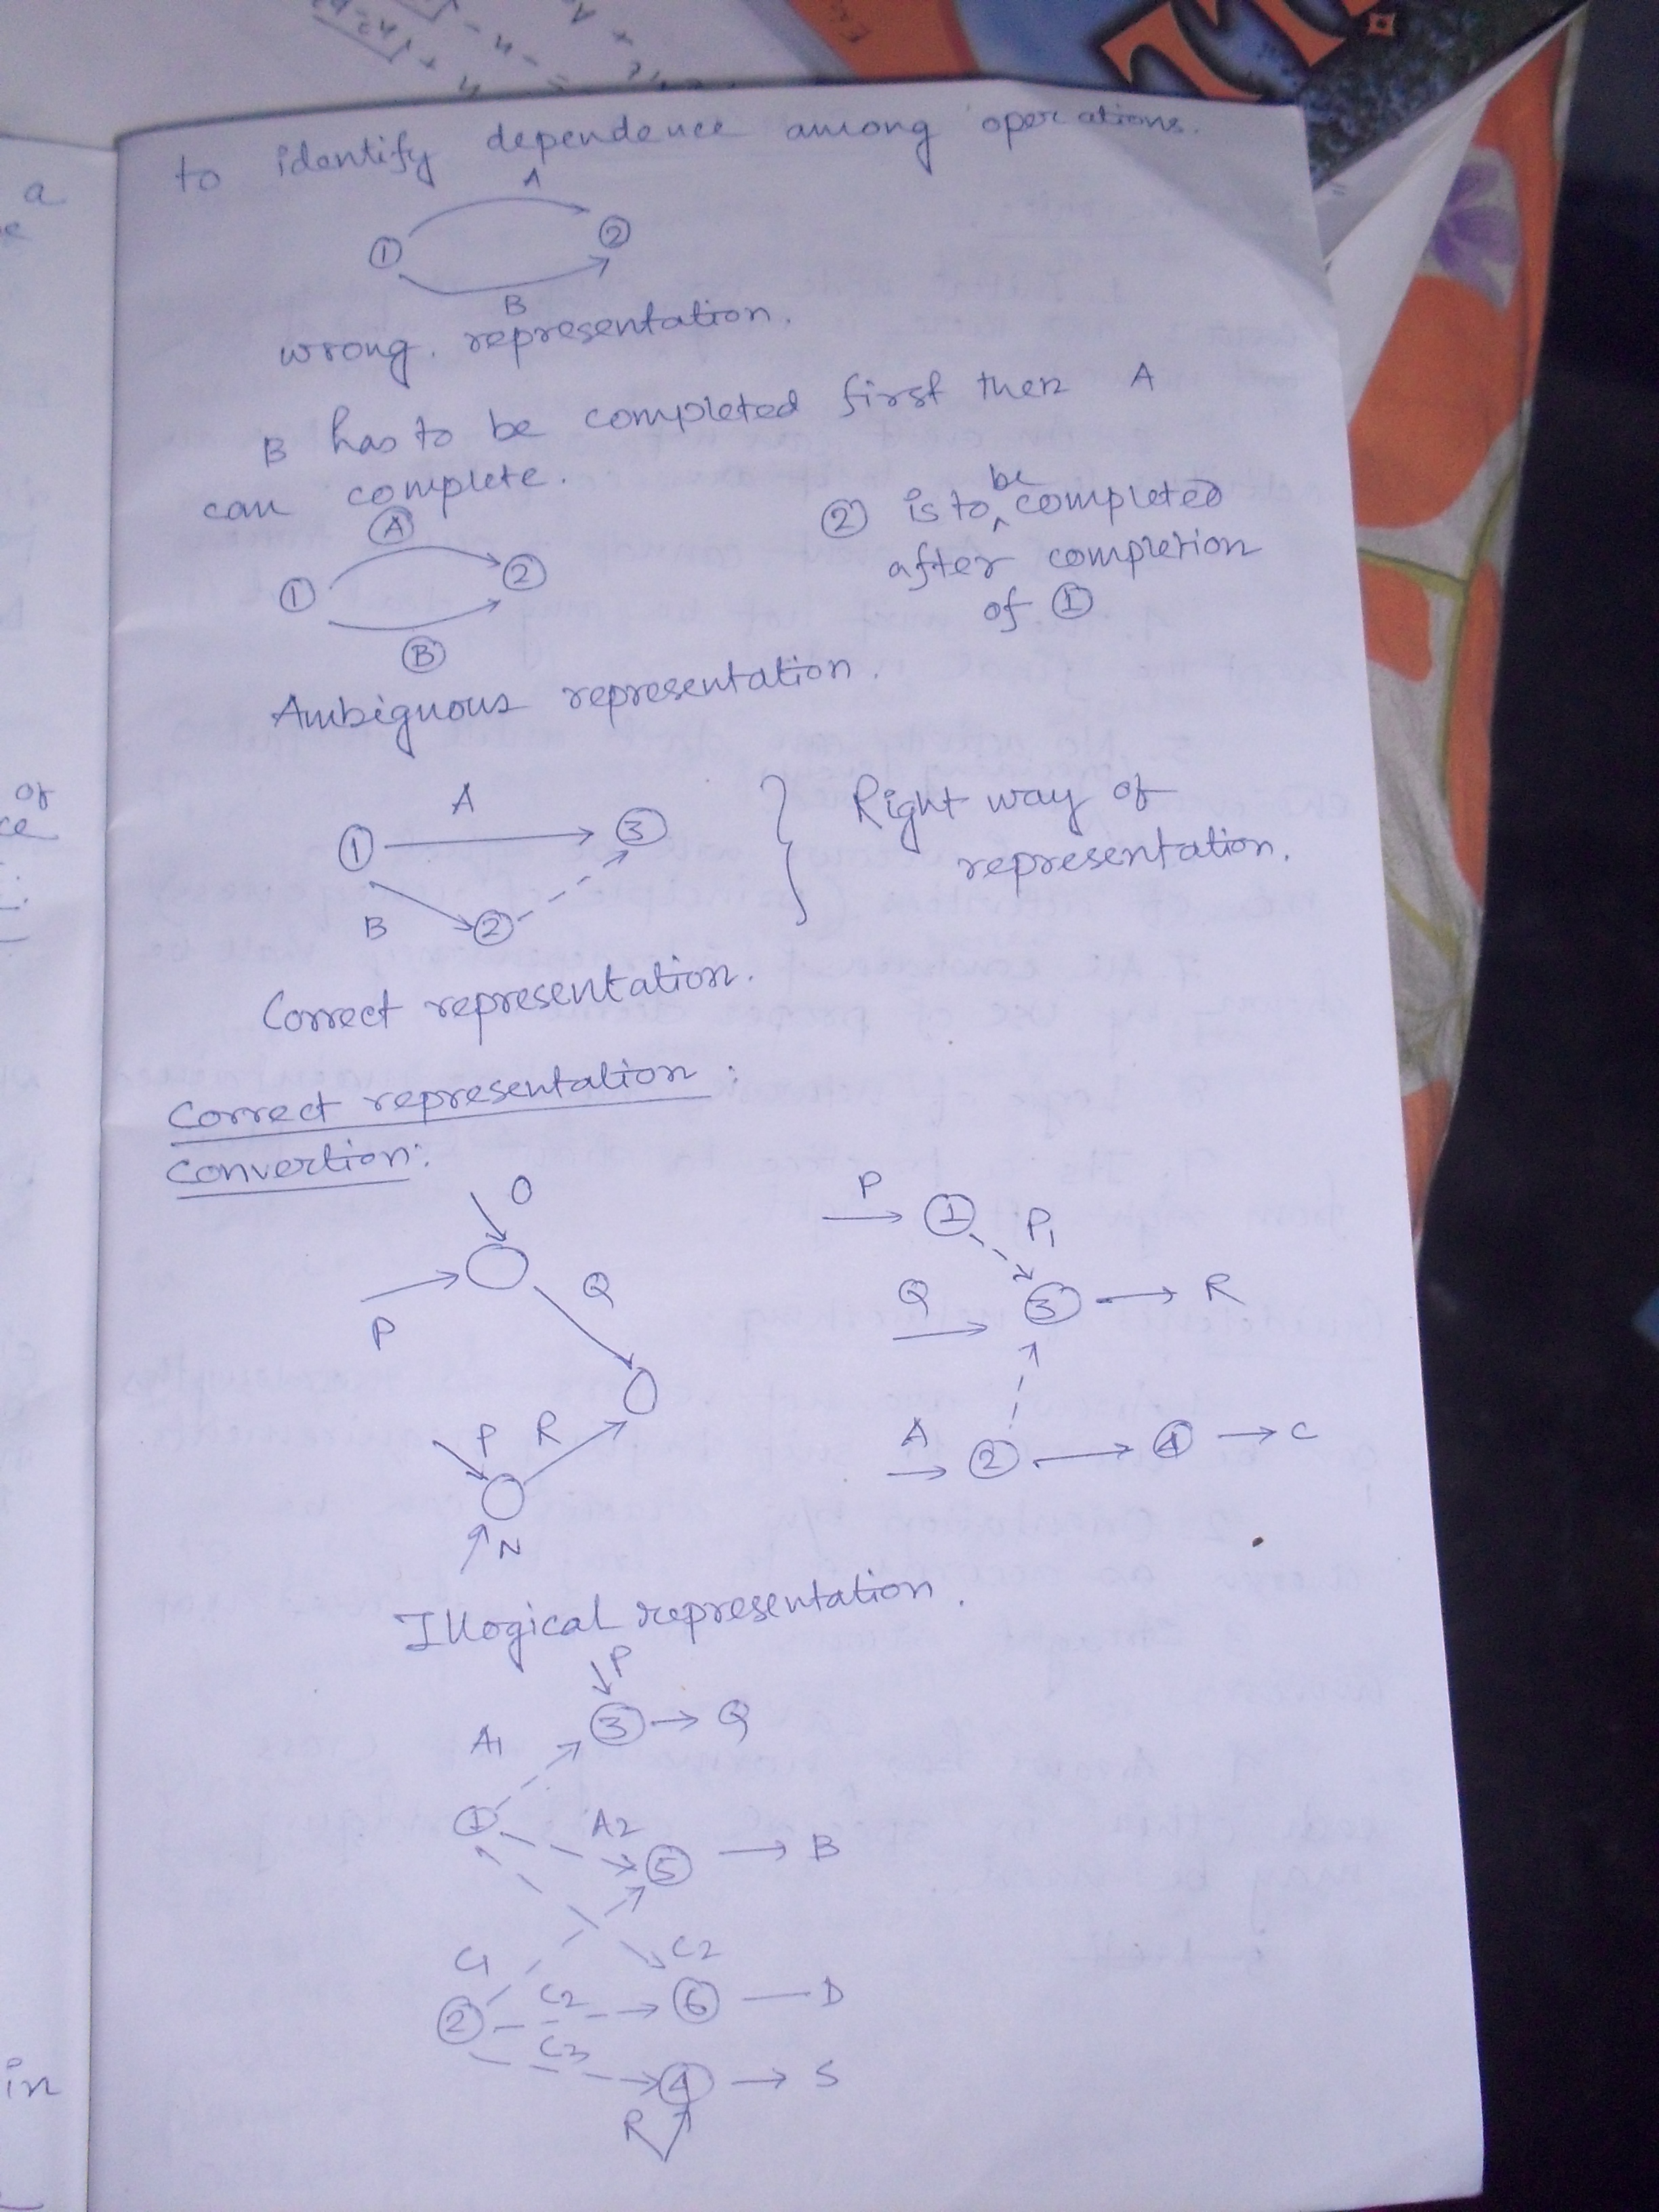 to identify dependence among operations.
A
1
2
B
wrong. representation.
B has to be completed first then A
can complete.
A
1
2
B
2 is to be completed
after completion
of 1
Ambiguous representation.
A
1
3
B
2
Right way of
representation.
Correct representation.
Correct representation :
Convertion:
O
P
Q
P R
N
P 1 P1
Q 3 R
A 2 4 C
Illogical representation.
P
3 Q
A1
1 A2
5 B
C1 C2
2 C2 6 D
C3
4 S
R
a
or
ce
in